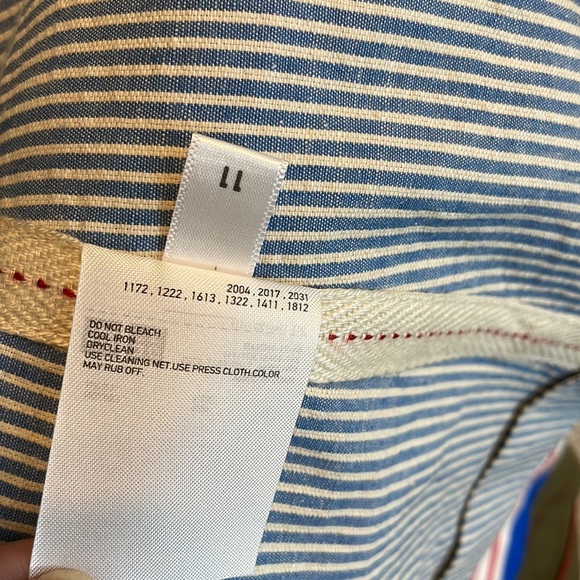 11
2004 , 2017 , 2031
1172 , 1222 , 1613 , 1322 , 1411 , 1812
DO NOT BLEACH
COOL IRON
DRYCLEAN
USE CLEANING NET.USE PRESS CLOTH.COLOR
MAY RUB OFF.